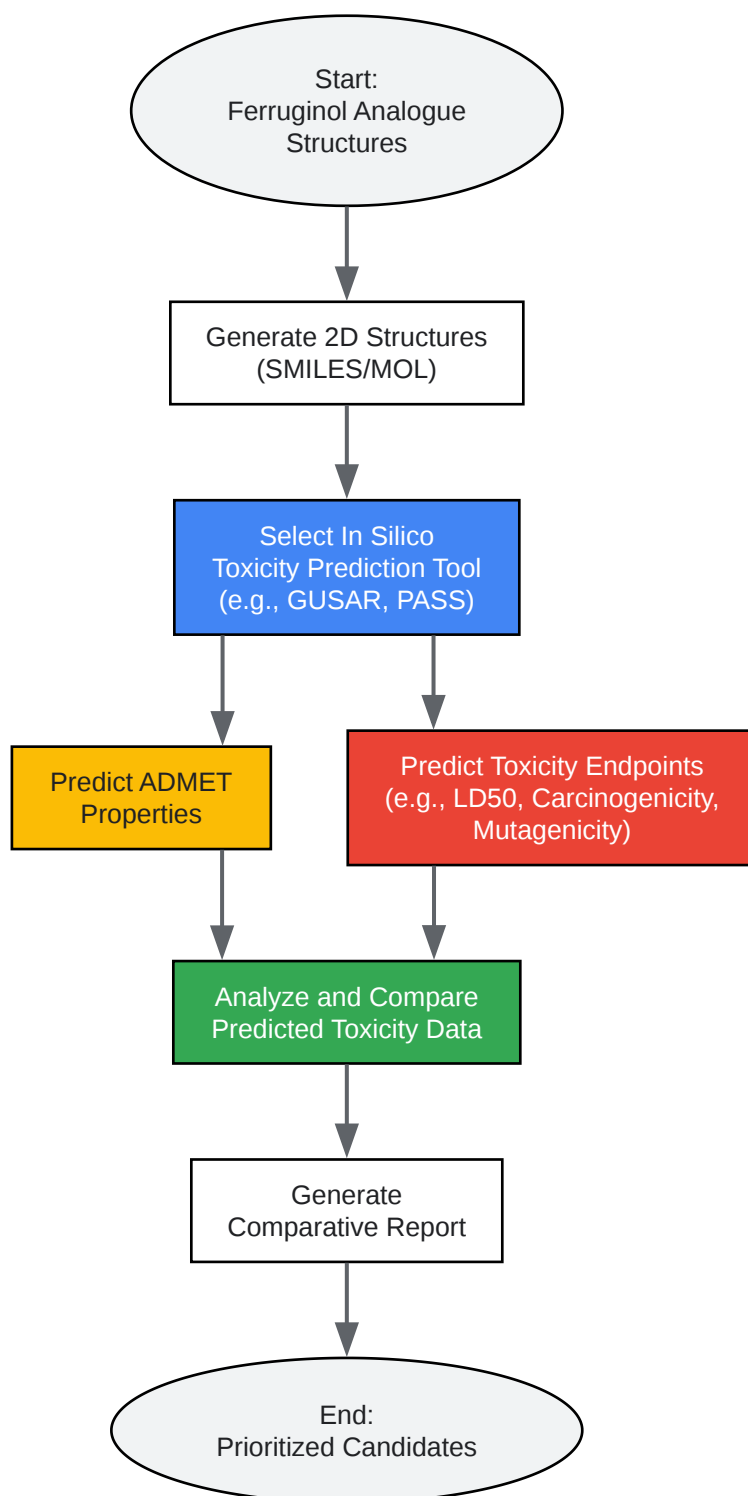 Start:
Ferruginol Analogue
Structures
Generate 2D Structures
(SMILES/MOL)
Select In Silico
Toxicity Prediction Tool
(e.g., GUSAR, PASS)
Predict ADMET
Properties
Predict Toxicity Endpoints
(e.g., LD50, Carcinogenicity,
Mutagenicity)
Analyze and Compare
Predicted Toxicity Data
Generate
Comparative Report
End:
Prioritized Candidates